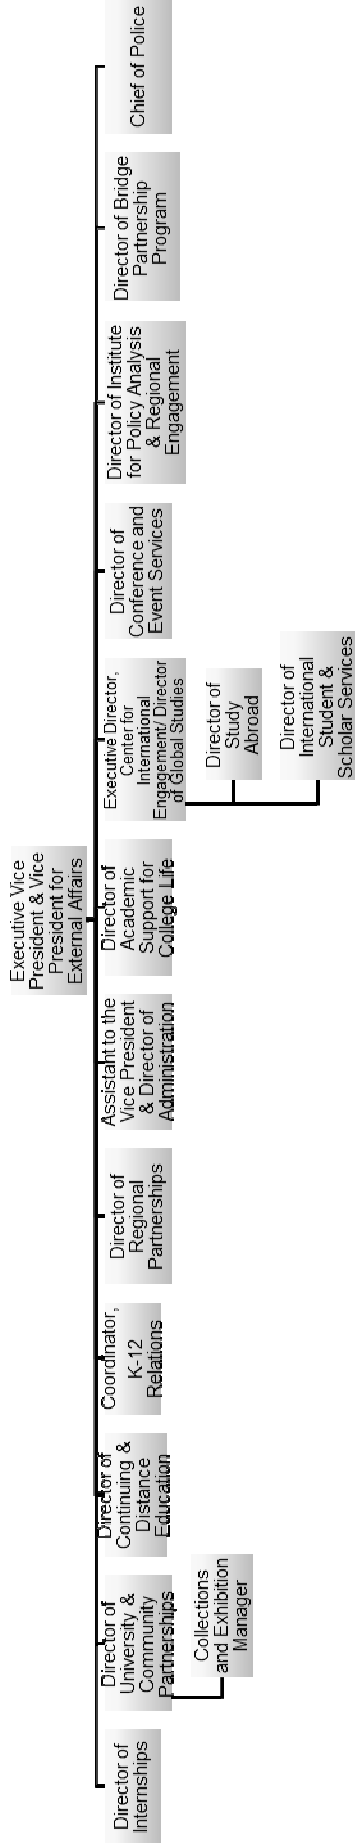 Executive Vice
President & Vice
President for
External Affairs
Director of
Internships
Director of
University &
Community
Partnerships
Collections
and Exhibition
Manager
Director of
Continuing &
Distance
Education
Coordinator,
K-12
Relations
Director of
Regional
Partnerships
Assistant to the
Vice President
& Director of
Administration
Director of
Academic
Support for
College Life
Executive Director,
Center for
International
Engagement/ Director
of Global Studies
Director of
Study
Abroad
Director of
International
Student &
Scholar Services
Director of
Conference and
Event Services
Director of Institute
for Policy Analysis
& Regional
Engagement
Director of Bridge
Partnership
Program
Chief of Police